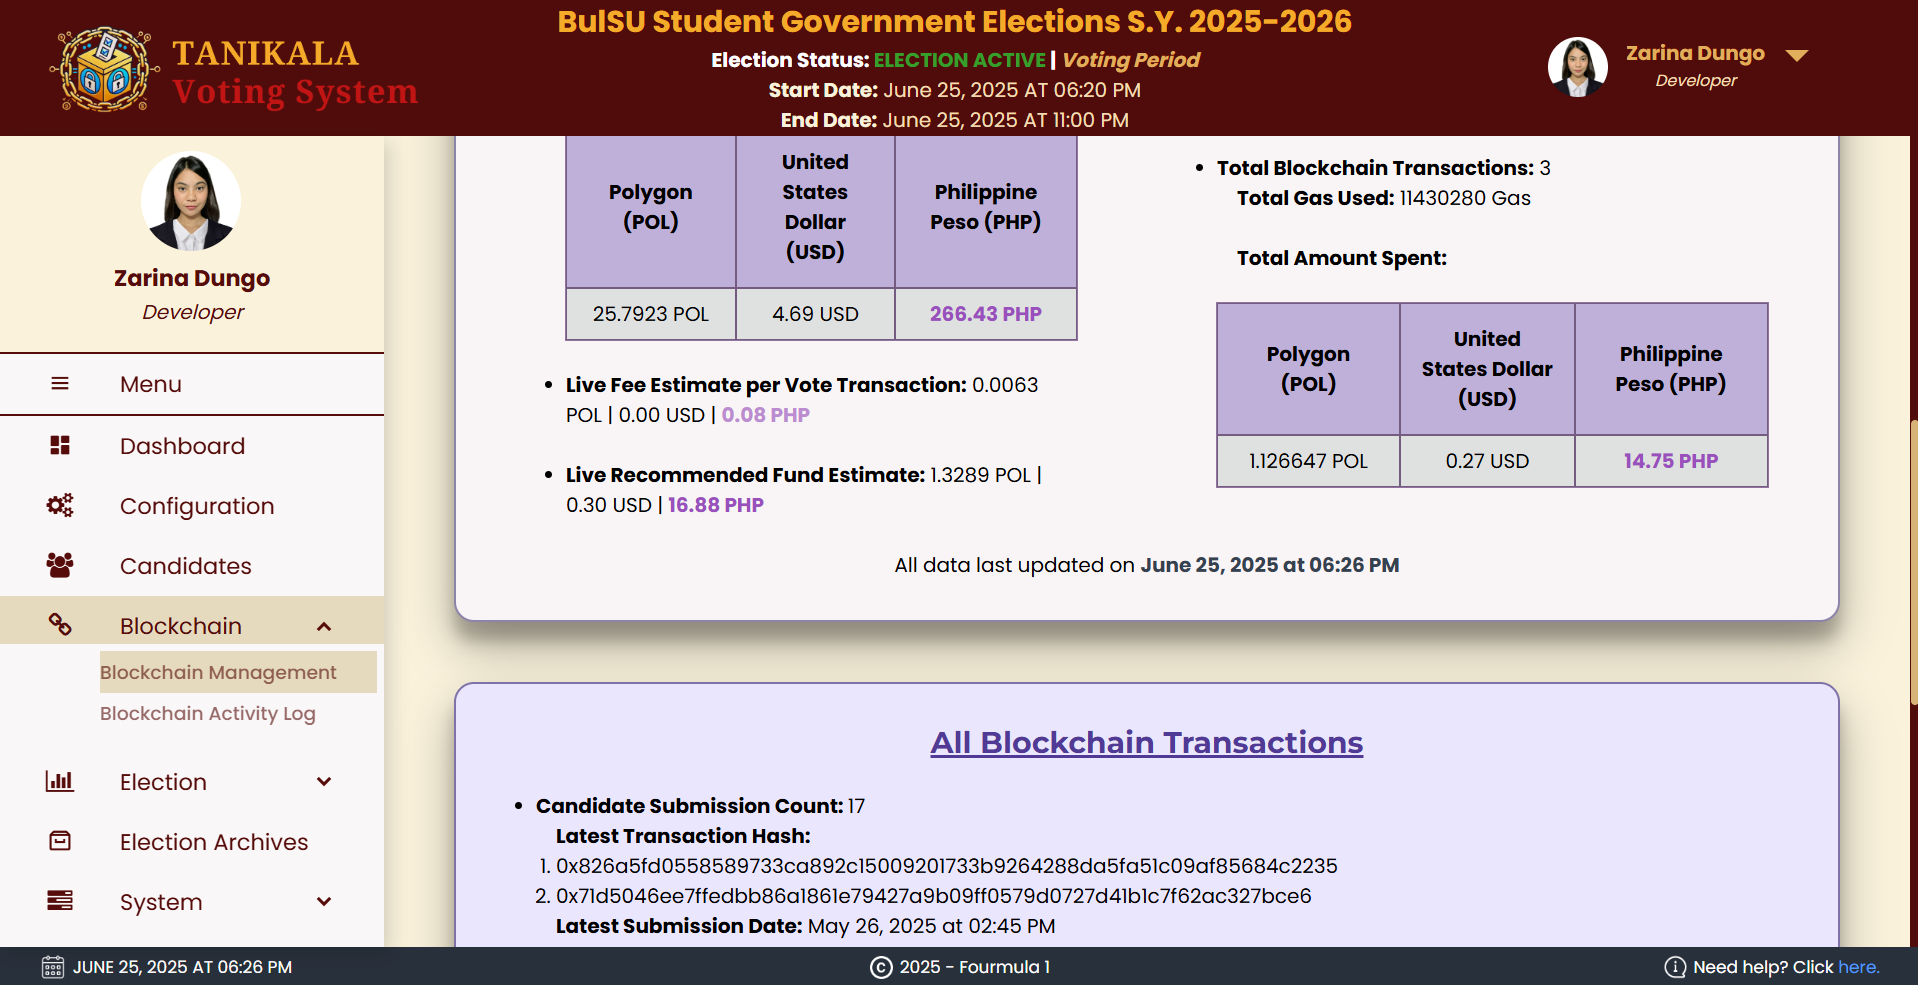 TANIKALA
Voting System
BulSU Student Government Elections S.Y. 2025-2026
Election Status: ELECTION ACTIVE | Voting Period
Start Date: June 25, 2025 AT 06:20 PM
End Date: June 25, 2025 AT 11:00 PM
Zarina Dungo
Developer
Zarina Dungo
Developer
Menu
Dashboard
Configuration
Candidates
Blockchain
Blockchain Management
Blockchain Activity Log
Election
Election Archives
System
Polygon
(POL)
United
States
Dollar
(USD)
Philippine
Peso (PHP)
25.7923 POL
4.69 USD
266.43 PHP
• Live Fee Estimate per Vote Transaction: 0.0063
POL | 0.00 USD | 0.08 PHP
• Live Recommended Fund Estimate: 1.3289 POL |
0.30 USD | 16.88 PHP
• Total Blockchain Transactions: 3
Total Gas Used: 11430280 Gas
Total Amount Spent:
Polygon
(POL)
United
States Dollar
(USD)
Philippine
Peso (PHP)
1.126647 POL
0.27 USD
14.75 PHP
All data last updated on June 25, 2025 at 06:26 PM
All Blockchain Transactions
• Candidate Submission Count: 17
Latest Transaction Hash:
1. 0x826a5fd0558589733ca892c15009201733b9264288da5fa51c09af85684c2235
2. 0x71d5046ee7ffedbb86a1861e79427a9b09ff0579d0727d41b1c7f62ac327bce6
Latest Submission Date: May 26, 2025 at 02:45 PM
JUNE 25, 2025 AT 06:26 PM
© 2025 - Fourmula 1
Need help? Click here.